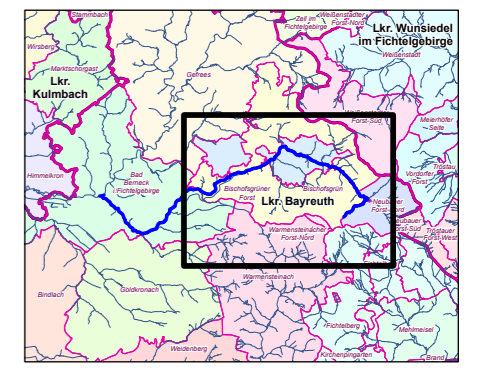 Stammbach
Zell im
Fichtelgebirge
Weißenstädter
Forst-Nord
Wirsberg
Lkr. Wunsiedel
im Fichtelgebirge
Weißenstadt
Marktschorgast
Lkr.
Kulmbach
Gefrees
Forst-Süd
Meierhöfer
Seite
Himmelkron
Bad
Berneck
i.Fichtelgebirge
Tröstau
Vordorfer
Forst
Bischofsgrüner
Forst
Bischofsgrün
Lkr. Bayreuth
Neubauer
Forst-Nord
Neubauer
Forst-Süd
Tröstauer
Forst-West
Warmensteinacher
Forst-Nord
Warmensteinach
Goldkronach
Bindlach
Fichtelberg
Mehlmeisel
Weidenberg
Kirchenpingarten
Brand